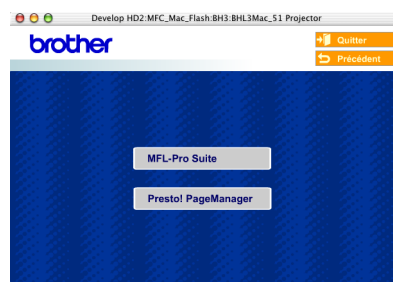 Develop HD2:MFC_Mac_Flash:BH3:BHL3Mac_51 Projector
brother
Quitter
Précédent
MFL-Pro Suite
Presto! PageManager